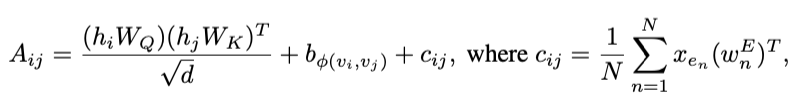 A_{ij} = \frac{(h_i W_Q)(h_j W_K)^T}{\sqrt{d}} + b_{\phi(v_i,v_j)} + c_{ij}, where c_{ij} = \frac{1}{N} \sum_{n=1}^{N} x_{e_n} (w_n^E)^T,